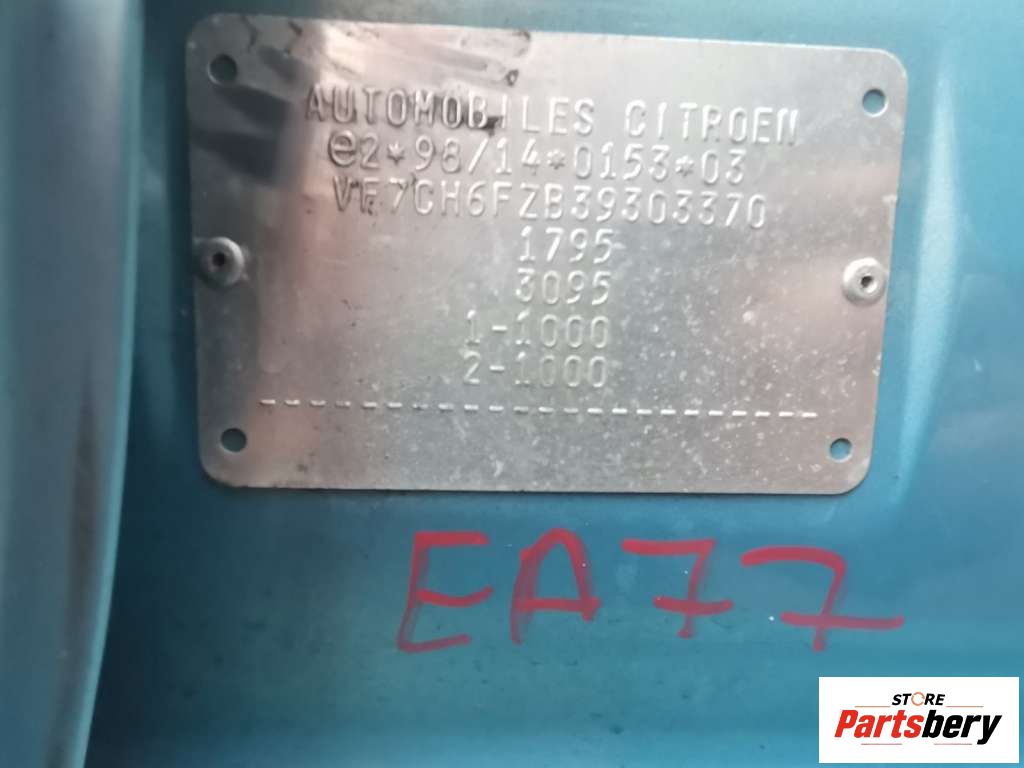 AUTOMOBILES CITROEN
e2*98/14*0153*03
VF7CH6FZB39303370
1795
3095
1-1000
2-1000
---------------------------------
EA77
STORE
Partsbery